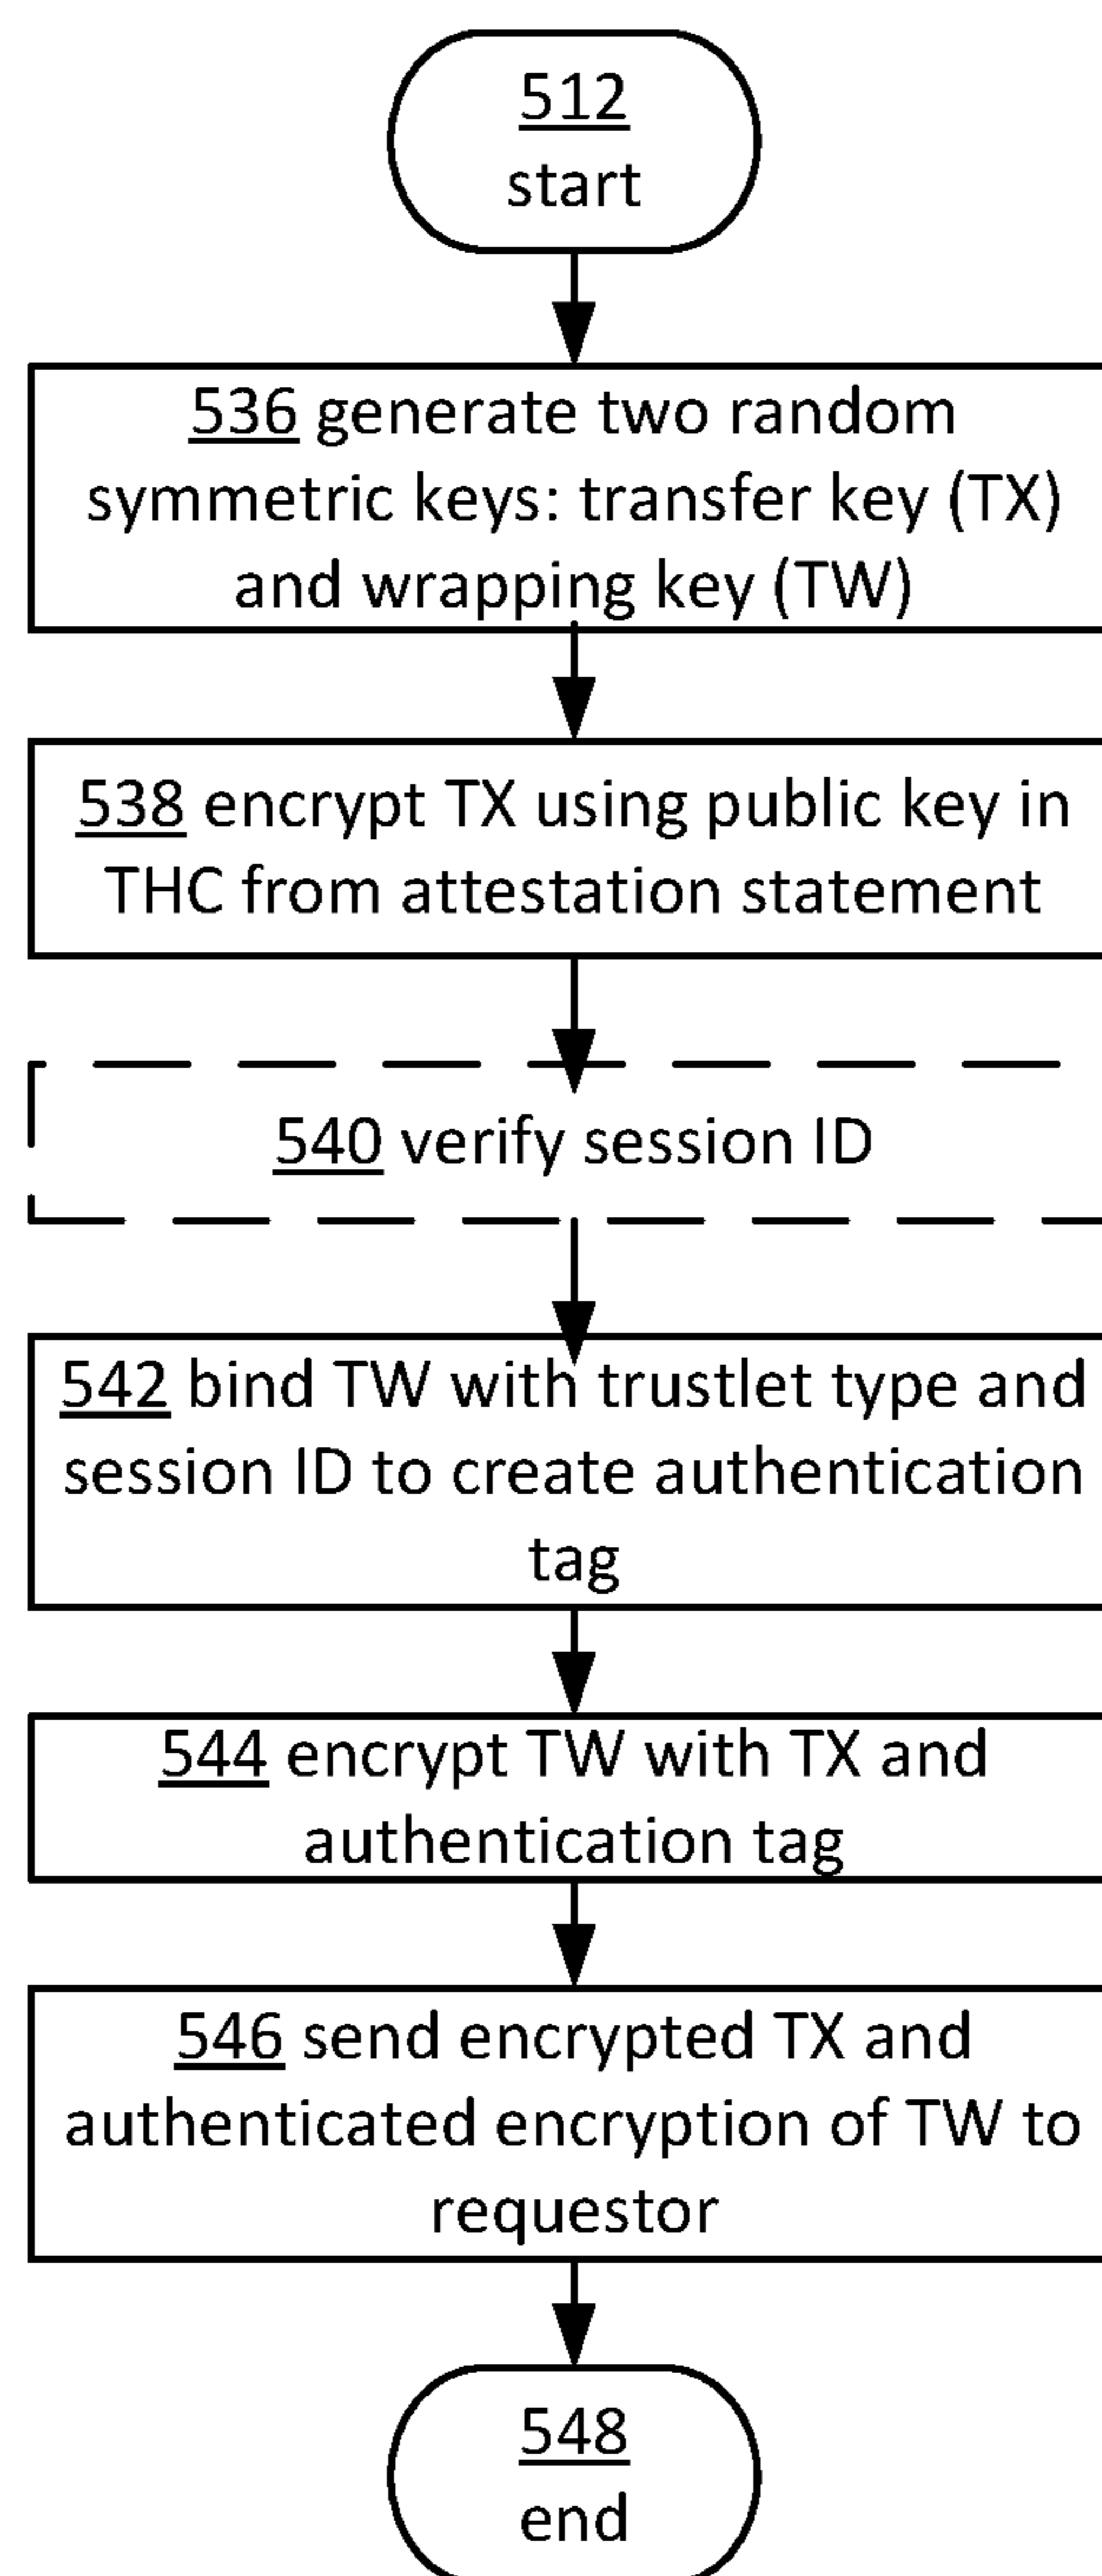 512
start
536 generate two random
symmetric keys: transfer key (TX)
and wrapping key (TW)
538 encrypt TX using public key in
THC from attestation statement
540 verify session ID
542 bind TW with trustlet type and
session ID to create authentication
tag
544 encrypt TW with TX and
authentication tag
546 send encrypted TX and
authenticated encryption of TW to
requestor
548
end